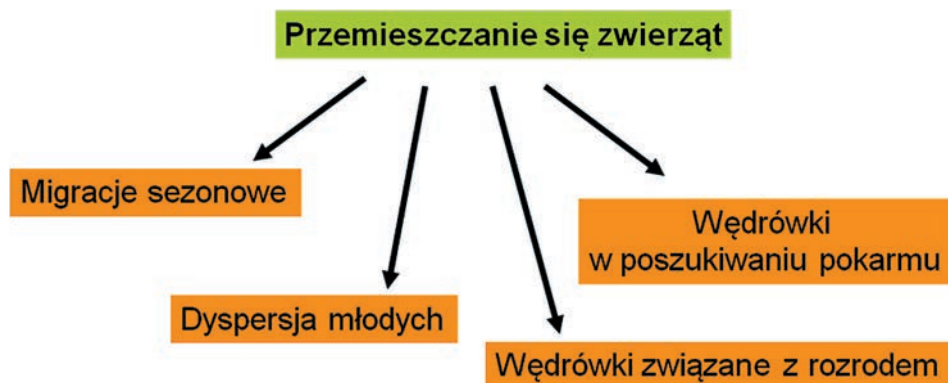 Przemieszczanie się zwierząt
Migracje sezonowe
Wędrówki
w poszukiwaniu pokarmu
Dyspersja młodych
Wędrówki związane z rozrodem